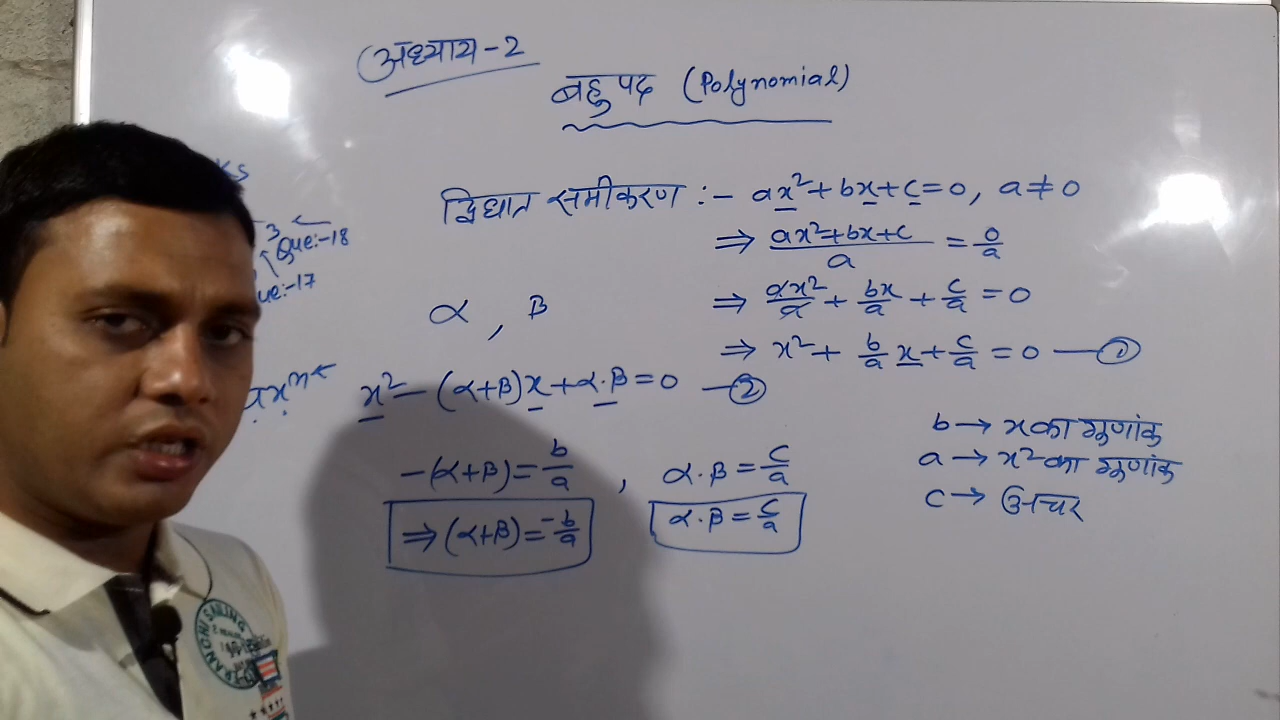 अध्याय-2
बहुपद (Polynomial)
द्विघात समीकरण :- ax²+bx+c=0, a≠0
⇒ ax²+bx+c/a = 0/a
α, β
⇒ ax²/a + bx/a + c/a = 0
⇒ x² + b/a x + c/a = 0 —①
x² - (α+β)x + α.β = 0 —②
-(α+β) = b/a , α.β = c/a
⇒ (α+β) = -b/a
α.β = c/a
b → x का गुणांक
a → x² का गुणांक
c → अचर
3 ←
Que:-18
ue:-17